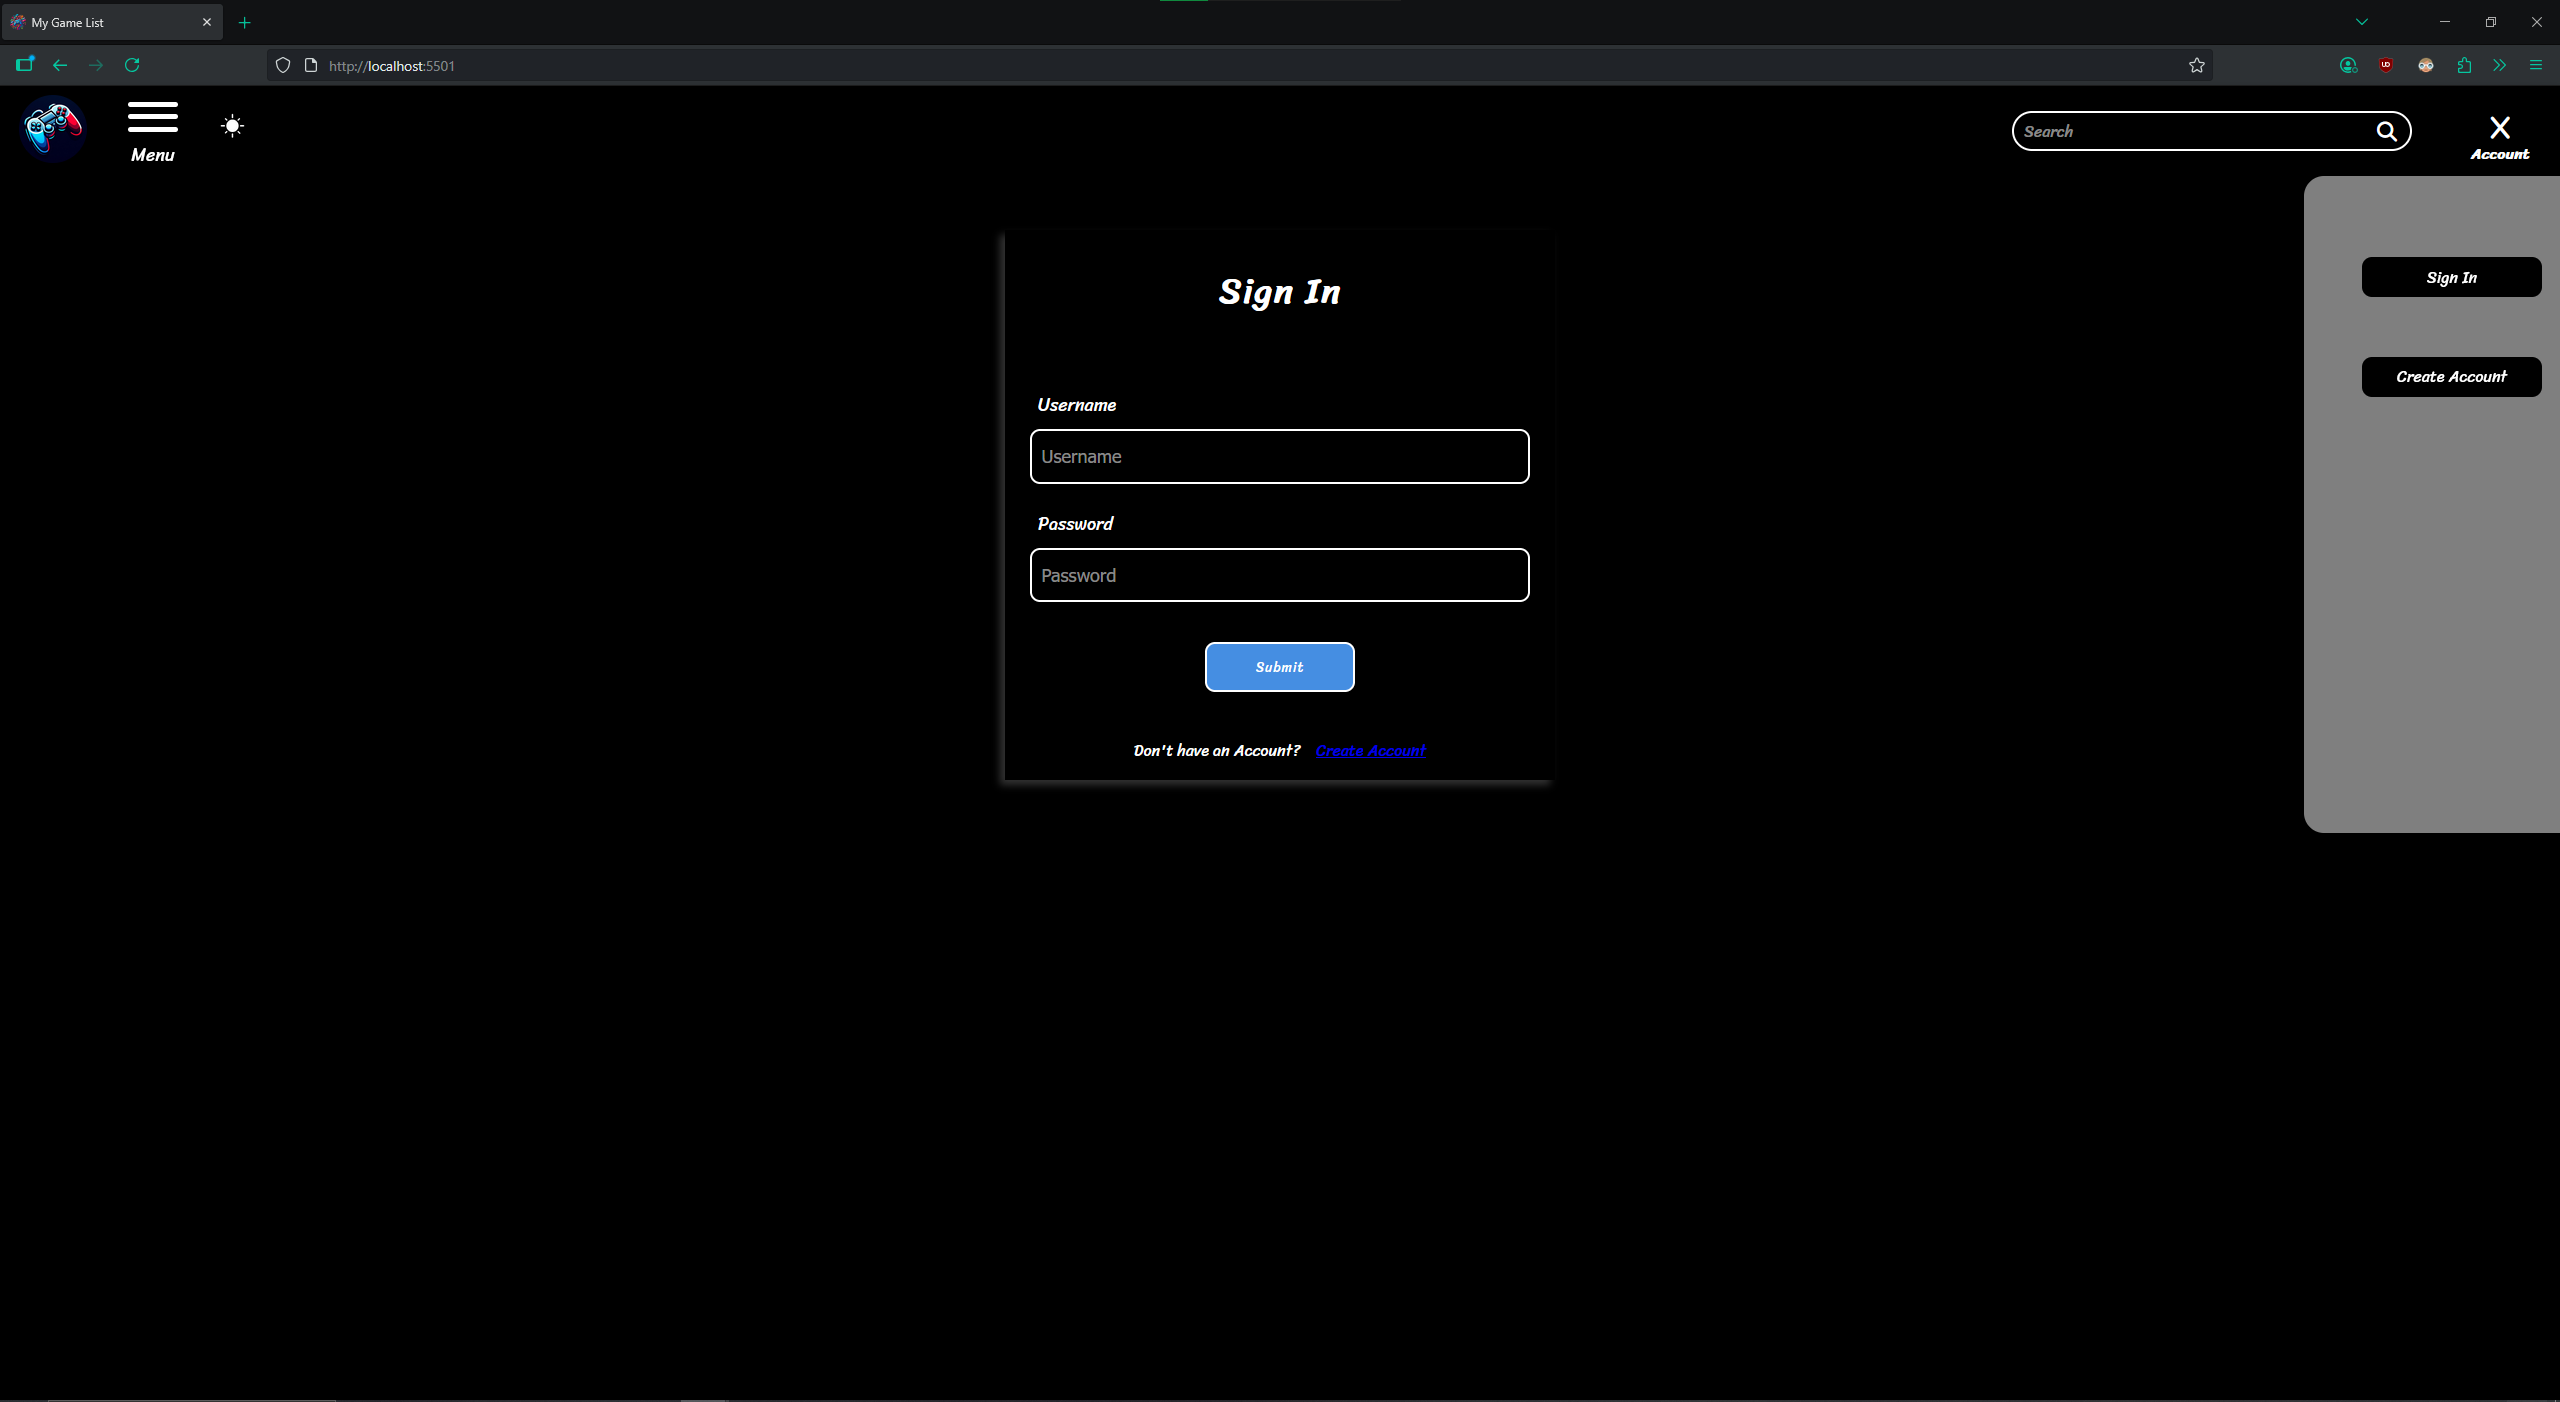 My Game List
http://localhost:5501
Menu
Search
Account
Sign In
Create Account
Sign In
Username
Username
Password
Password
Submit
Don't have an Account? Create Account